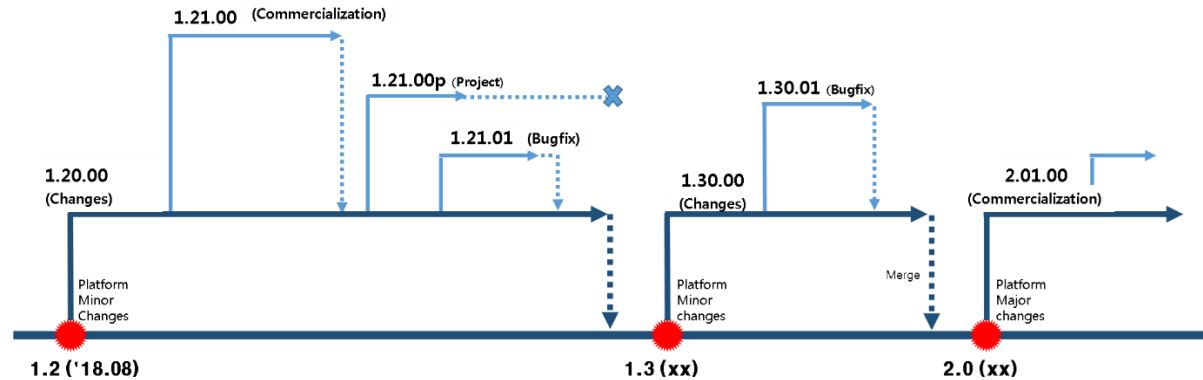 1.21.00 (Commercialization)
1.21.00p (Project)
1.30.01 (Bugfix)
1.21.01 (Bugfix)
1.20.00
(Changes)
1.30.00
(Changes)
2.01.00
(Commercialization)
Platform
Minor
Changes
Platform
Minor
changes
Merge
Platform
Major
changes
1.2 ('18.08)
1.3 (xx)
2.0 (xx)